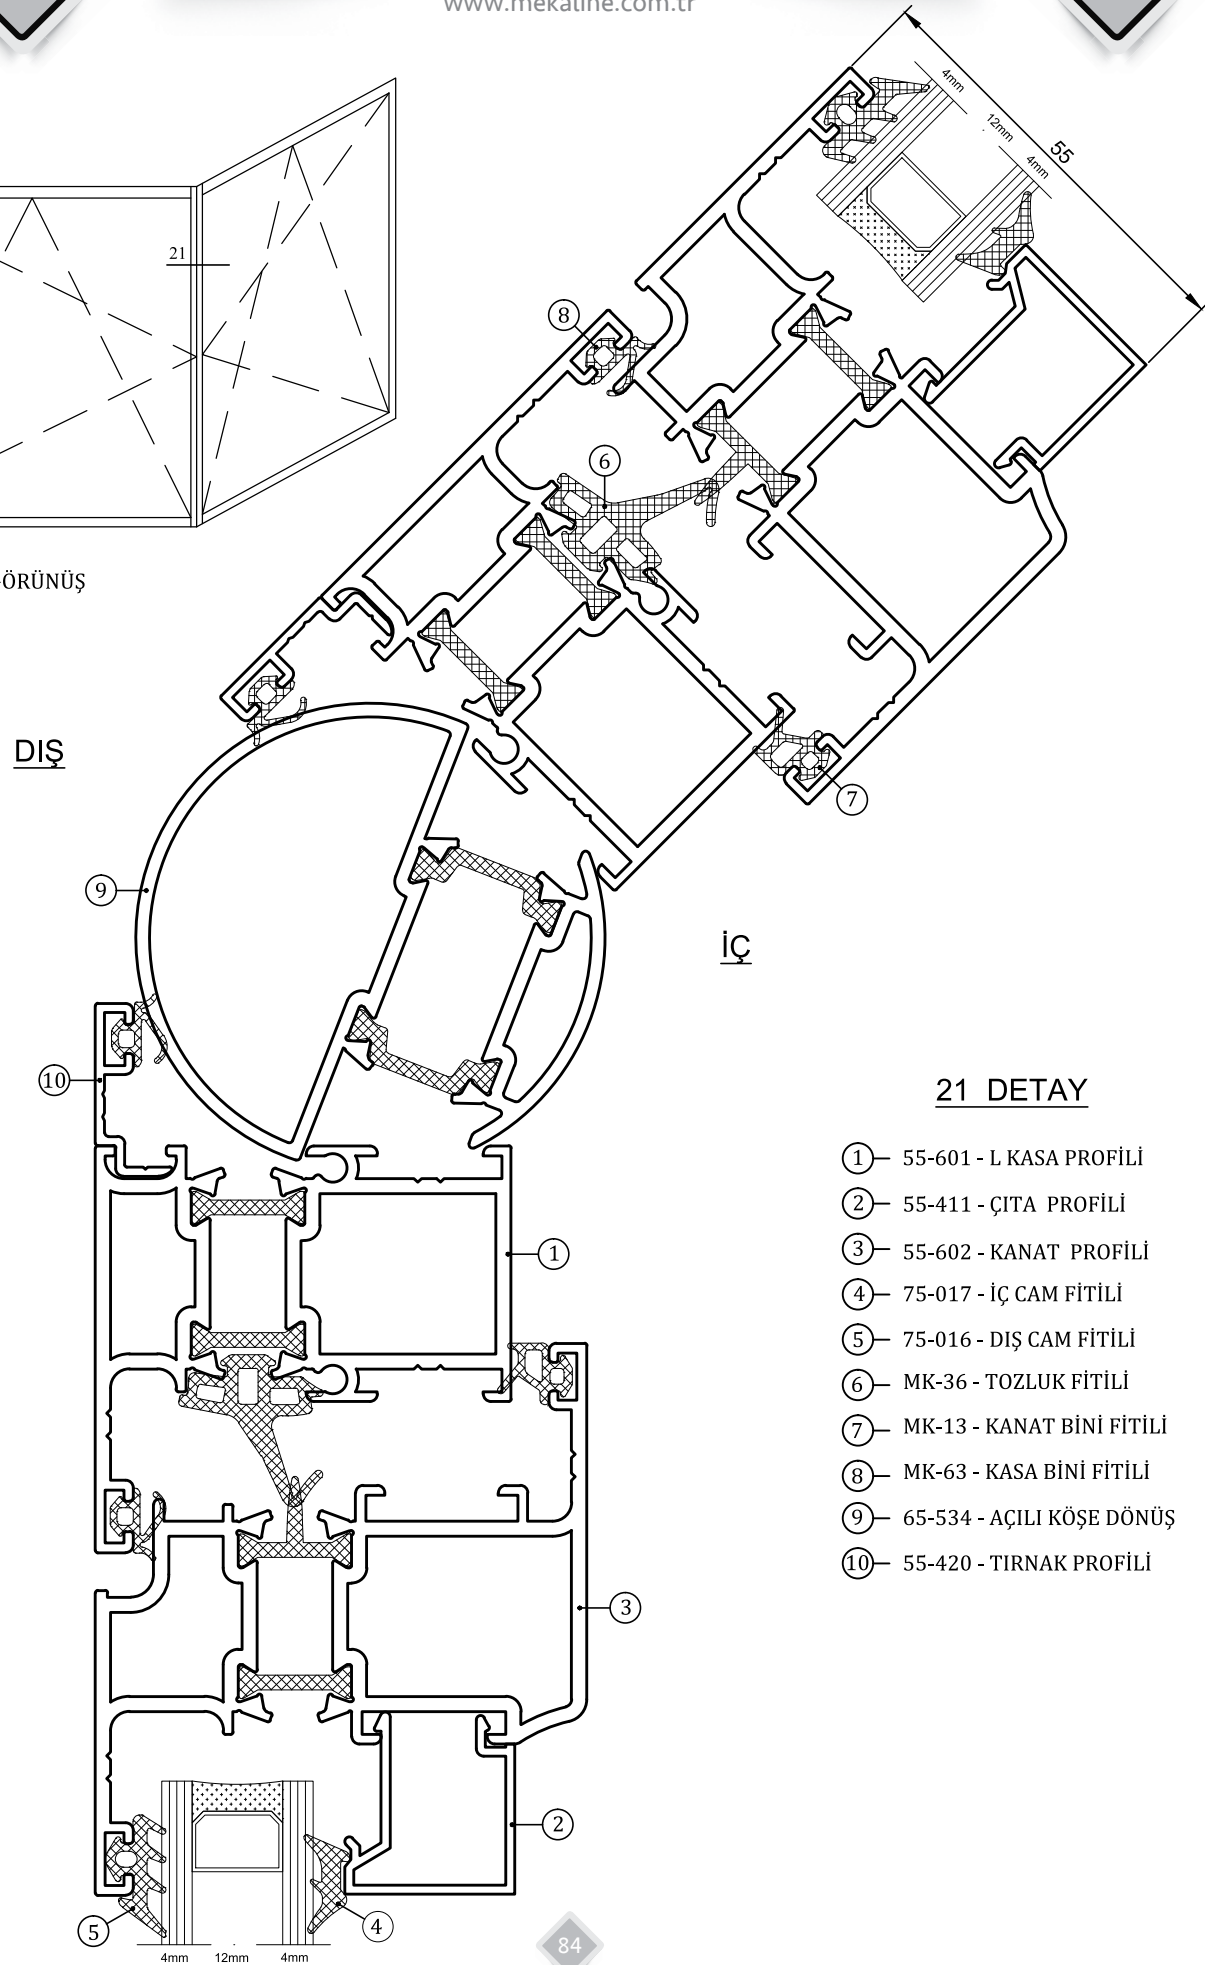 www.mekaline.com.tr
4mm
12mm
4mm
55
21
8
6
ÖRÜNÜŞ
DIŞ
7
9
İÇ
10
21 DETAY
1 55-601 - L KASA PROFİLİ
2 55-411 - ÇITA PROFİLİ
3 55-602 - KANAT PROFİLİ
4 75-017 - İÇ CAM FİTİLİ
5 75-016 - DIŞ CAM FİTİLİ
6 MK-36 - TOZLUK FİTİLİ
7 MK-13 - KANAT BİNİ FİTİLİ
8 MK-63 - KASA BİNİ FİTİLİ
9 65-534 - AÇILI KÖŞE DÖNÜŞ
10 55-420 - TIRNAK PROFİLİ
1
3
2
5
4
4mm 12mm 4mm
84